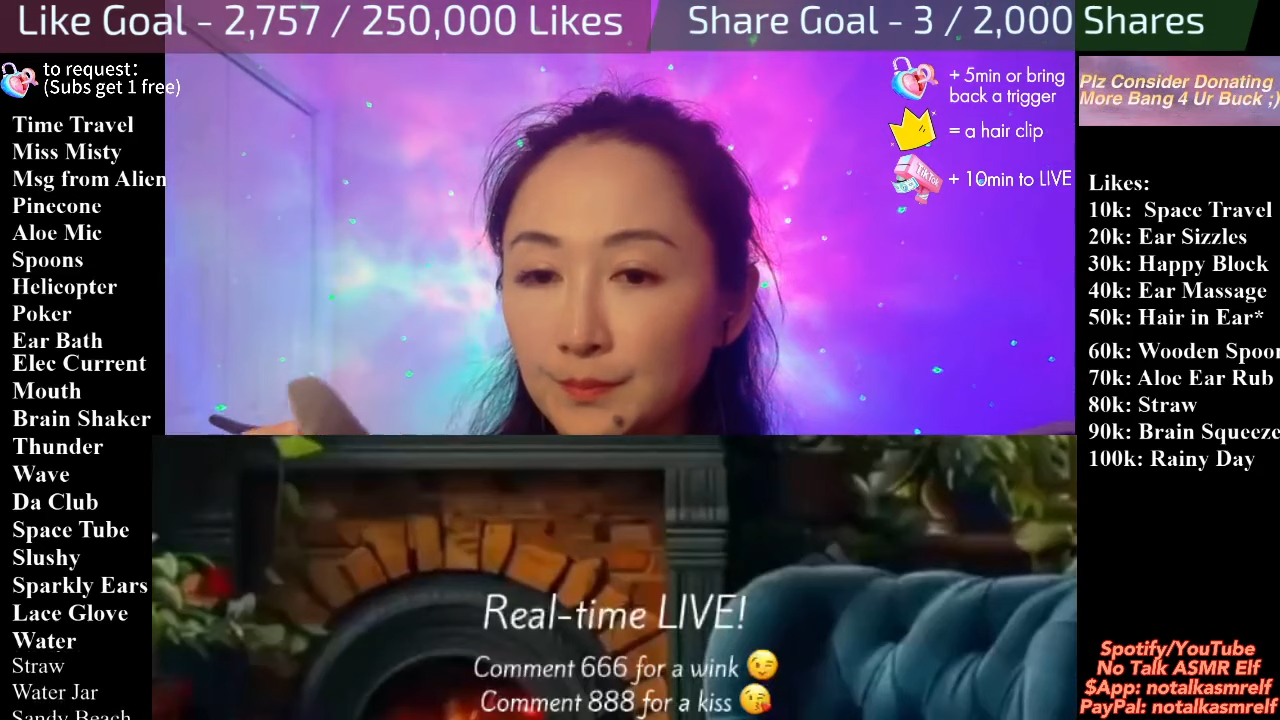 Like Goal - 2,757 / 250,000 Likes
Share Goal - 3 / 2,000 Shares
to request:
(Subs get 1 free)
Time Travel
Miss Misty
Msg from Alien
Pinecone
Aloe Mic
Spoons
Helicopter
Poker
Ear Bath
Elec Current
Mouth
Brain Shaker
Thunder
Wave
Da Club
Space Tube
Slushy
Sparkly Ears
Lace Glove
Water
Straw
Water Jar
Sandy Beach
+ 5min or bring
back a trigger
= a hair clip
TikTok
+ 10min to LIVE
Plz Consider Donating
More Bang 4 Ur Buck ;)
Likes:
10k: Space Travel
20k: Ear Sizzles
30k: Happy Block
40k: Ear Massage
50k: Hair in Ear*
60k: Wooden Spoon
70k: Aloe Ear Rub
80k: Straw
90k: Brain Squeeze
100k: Rainy Day
Real-time LIVE!
Comment 666 for a wink 😉
Comment 888 for a kiss 😘
Spotify/YouTube
No Talk ASMR Elf
$App: notalkasmrelf
PayPal: notalkasmrelf